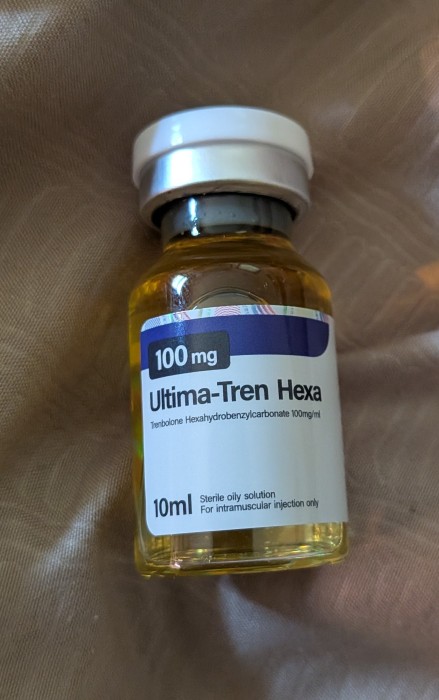 100 mg
Ultima-Tren Hexa
Trenbolone Hexahydrobenzylcarbonate 100mg/ml
10ml
Sterile oily solution
For intramuscular injection only